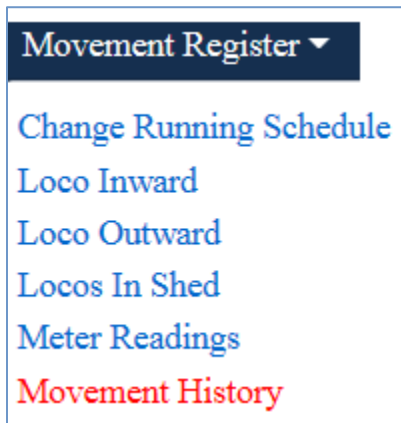 Movement Register
Change Running Schedule
Loco Inward
Loco Outward
Locos In Shed
Meter Readings
Movement History